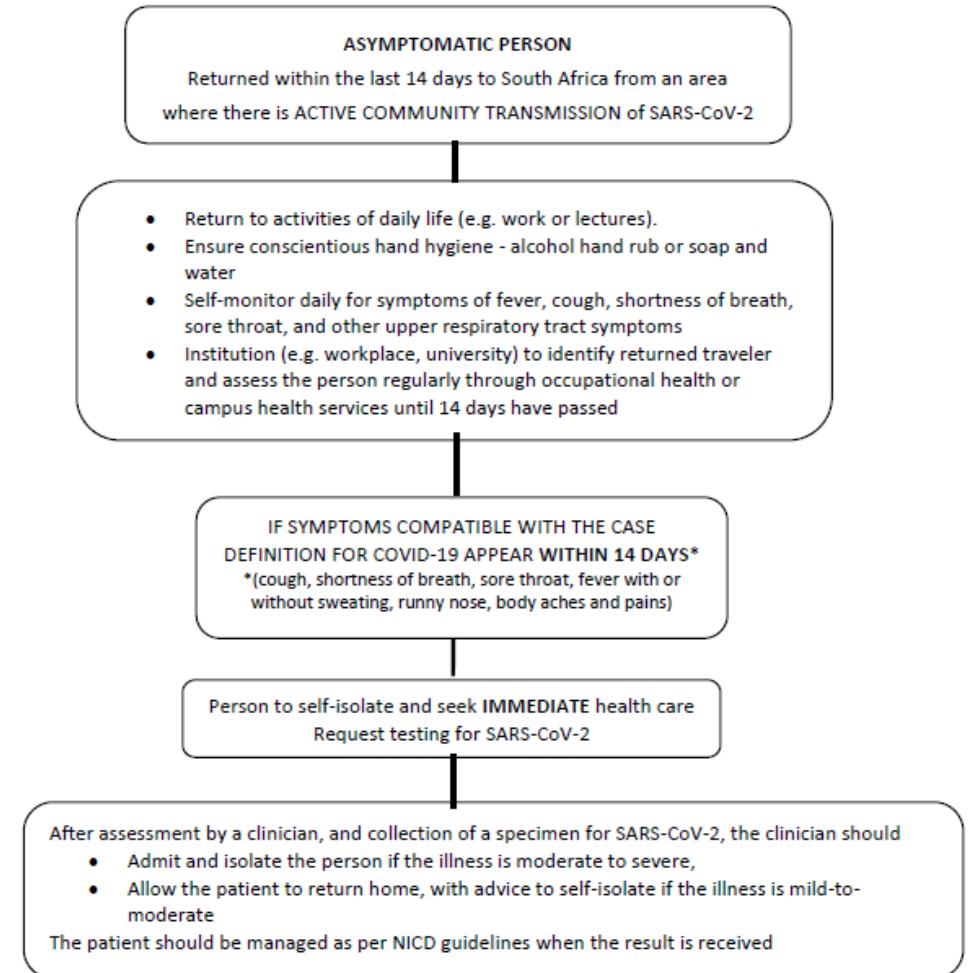 ASYMPTOMATIC PERSON
Returned within the last 14 days to South Africa from an area
where there is ACTIVE COMMUNITY TRANSMISSION of SARS-CoV-2
• Return to activities of daily life (e.g. work or lectures).
• Ensure conscientious hand hygiene - alcohol hand rub or soap and
water
• Self-monitor daily for symptoms of fever, cough, shortness of breath,
sore throat, and other upper respiratory tract symptoms
• Institution (e.g. workplace, university) to identify returned traveler
and assess the person regularly through occupational health or
campus health services until 14 days have passed
IF SYMPTOMS COMPATIBLE WITH THE CASE
DEFINITION FOR COVID-19 APPEAR WITHIN 14 DAYS*
*(cough, shortness of breath, sore throat, fever with or
without sweating, runny nose, body aches and pains)
Person to self-isolate and seek IMMEDIATE health care
Request testing for SARS-CoV-2
After assessment by a clinician, and collection of a specimen for SARS-CoV-2, the clinician should
• Admit and isolate the person if the illness is moderate to severe,
• Allow the patient to return home, with advice to self-isolate if the illness is mild-to-
moderate
The patient should be managed as per NICD guidelines when the result is received